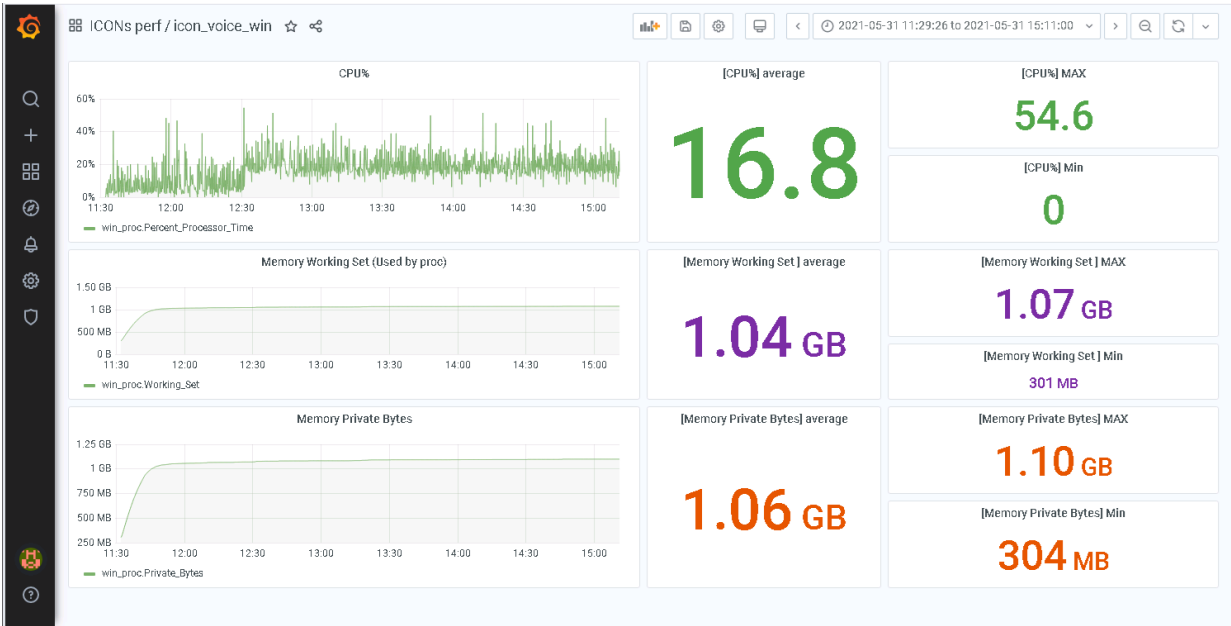 ICONs perf / icon_voice_win
2021-05-31 11:29:26 to 2021-05-31 15:11:00
CPU%
60%
40%
20%
0%
11:30 12:00 12:30 13:00 13:30 14:00 14:30 15:00
win_proc.Percent_Processor_Time
[CPU%] average
16.8
[CPU%] MAX
54.6
[CPU%] Min
0
Memory Working Set (Used by proc)
1.50 GB
1 GB
500 MB
0 B
11:30 12:00 12:30 13:00 13:30 14:00 14:30 15:00
win_proc.Working_Set
[Memory Working Set ] average
1.04 GB
[Memory Working Set ] MAX
1.07 GB
[Memory Working Set ] Min
301 MB
Memory Private Bytes
1.25 GB
1 GB
750 MB
500 MB
250 MB
11:30 12:00 12:30 13:00 13:30 14:00 14:30 15:00
win_proc.Private_Bytes
[Memory Private Bytes] average
1.06 GB
[Memory Private Bytes] MAX
1.10 GB
[Memory Private Bytes] Min
304 MB